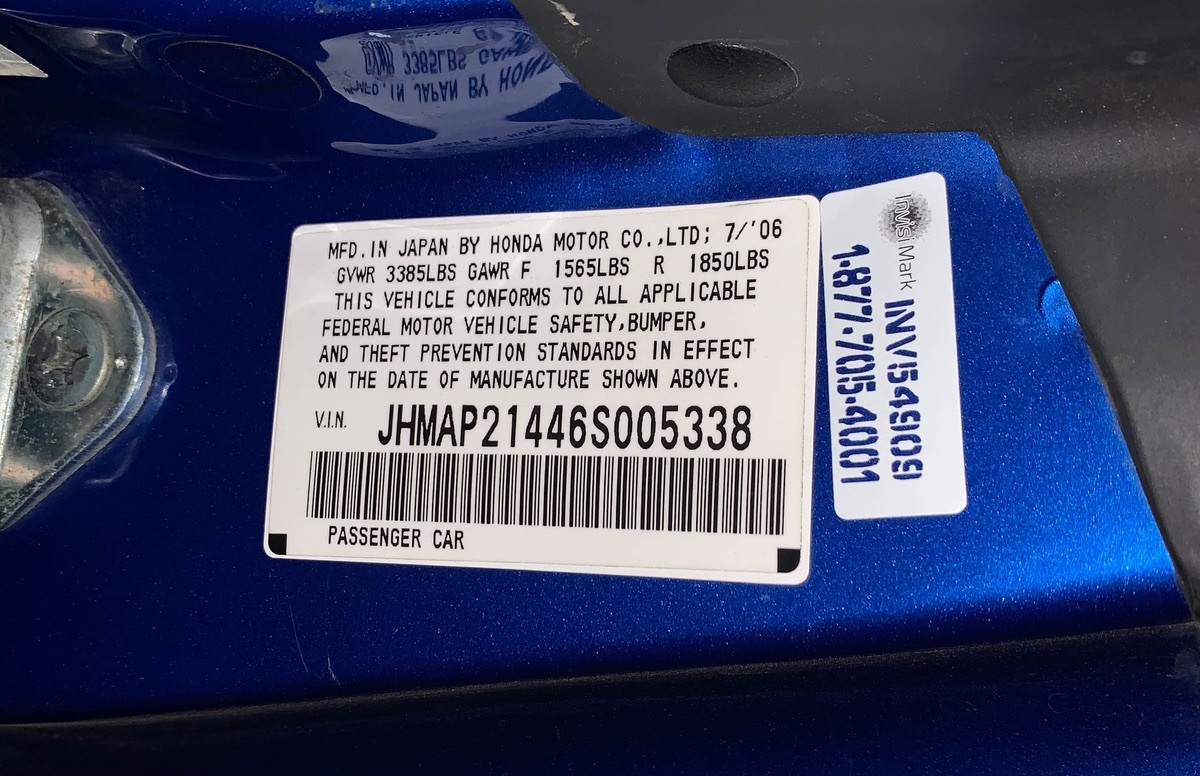 MFD.IN JAPAN BY HONDA MOTOR CO.,LTD; 7/'06
GVWR 3385LBS GAWR F 1565LBS R 1850LBS
THIS VEHICLE CONFORMS TO ALL APPLICABLE
FEDERAL MOTOR VEHICLE SAFETY,BUMPER,
AND THEFT PREVENTION STANDARDS IN EFFECT
ON THE DATE OF MANUFACTURE SHOWN ABOVE.
V.I.N. JHMAP21446S005338
PASSENGER CAR
InvisiMark INV54909
1·877·705·4001